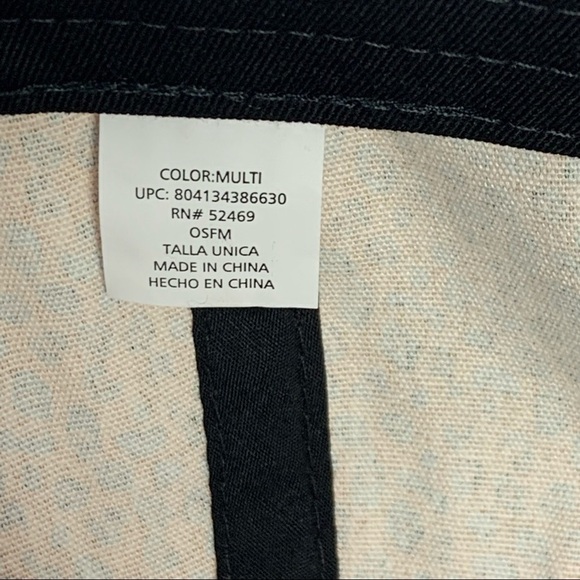 COLOR:MULTI
UPC: 804134386630
RN# 52469
OSFM
TALLA UNICA
MADE IN CHINA
HECHO EN CHINA